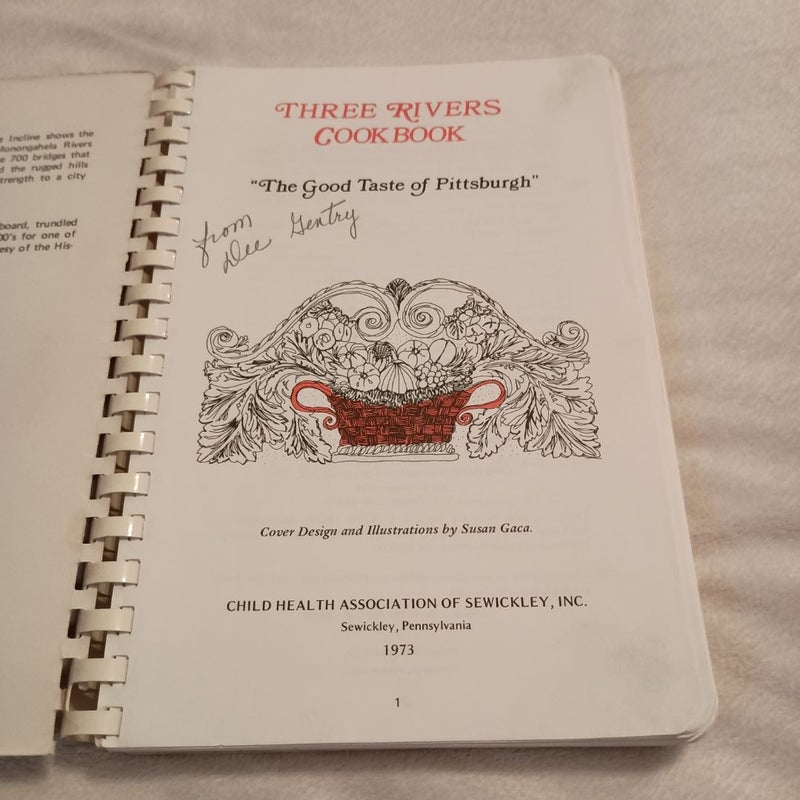 e Incline shows the
Monongahela Rivers
e 700 bridges that
d the rugged hills
trength to a city
board, trundled
00's for one of
esy of the His-
THREE RIVERS
COOKBOOK
"The Good Taste of Pittsburgh"
from
Dee Gentry
Cover Design and Illustrations by Susan Gaca.
CHILD HEALTH ASSOCIATION OF SEWICKLEY, INC.
Sewickley, Pennsylvania
1973
1